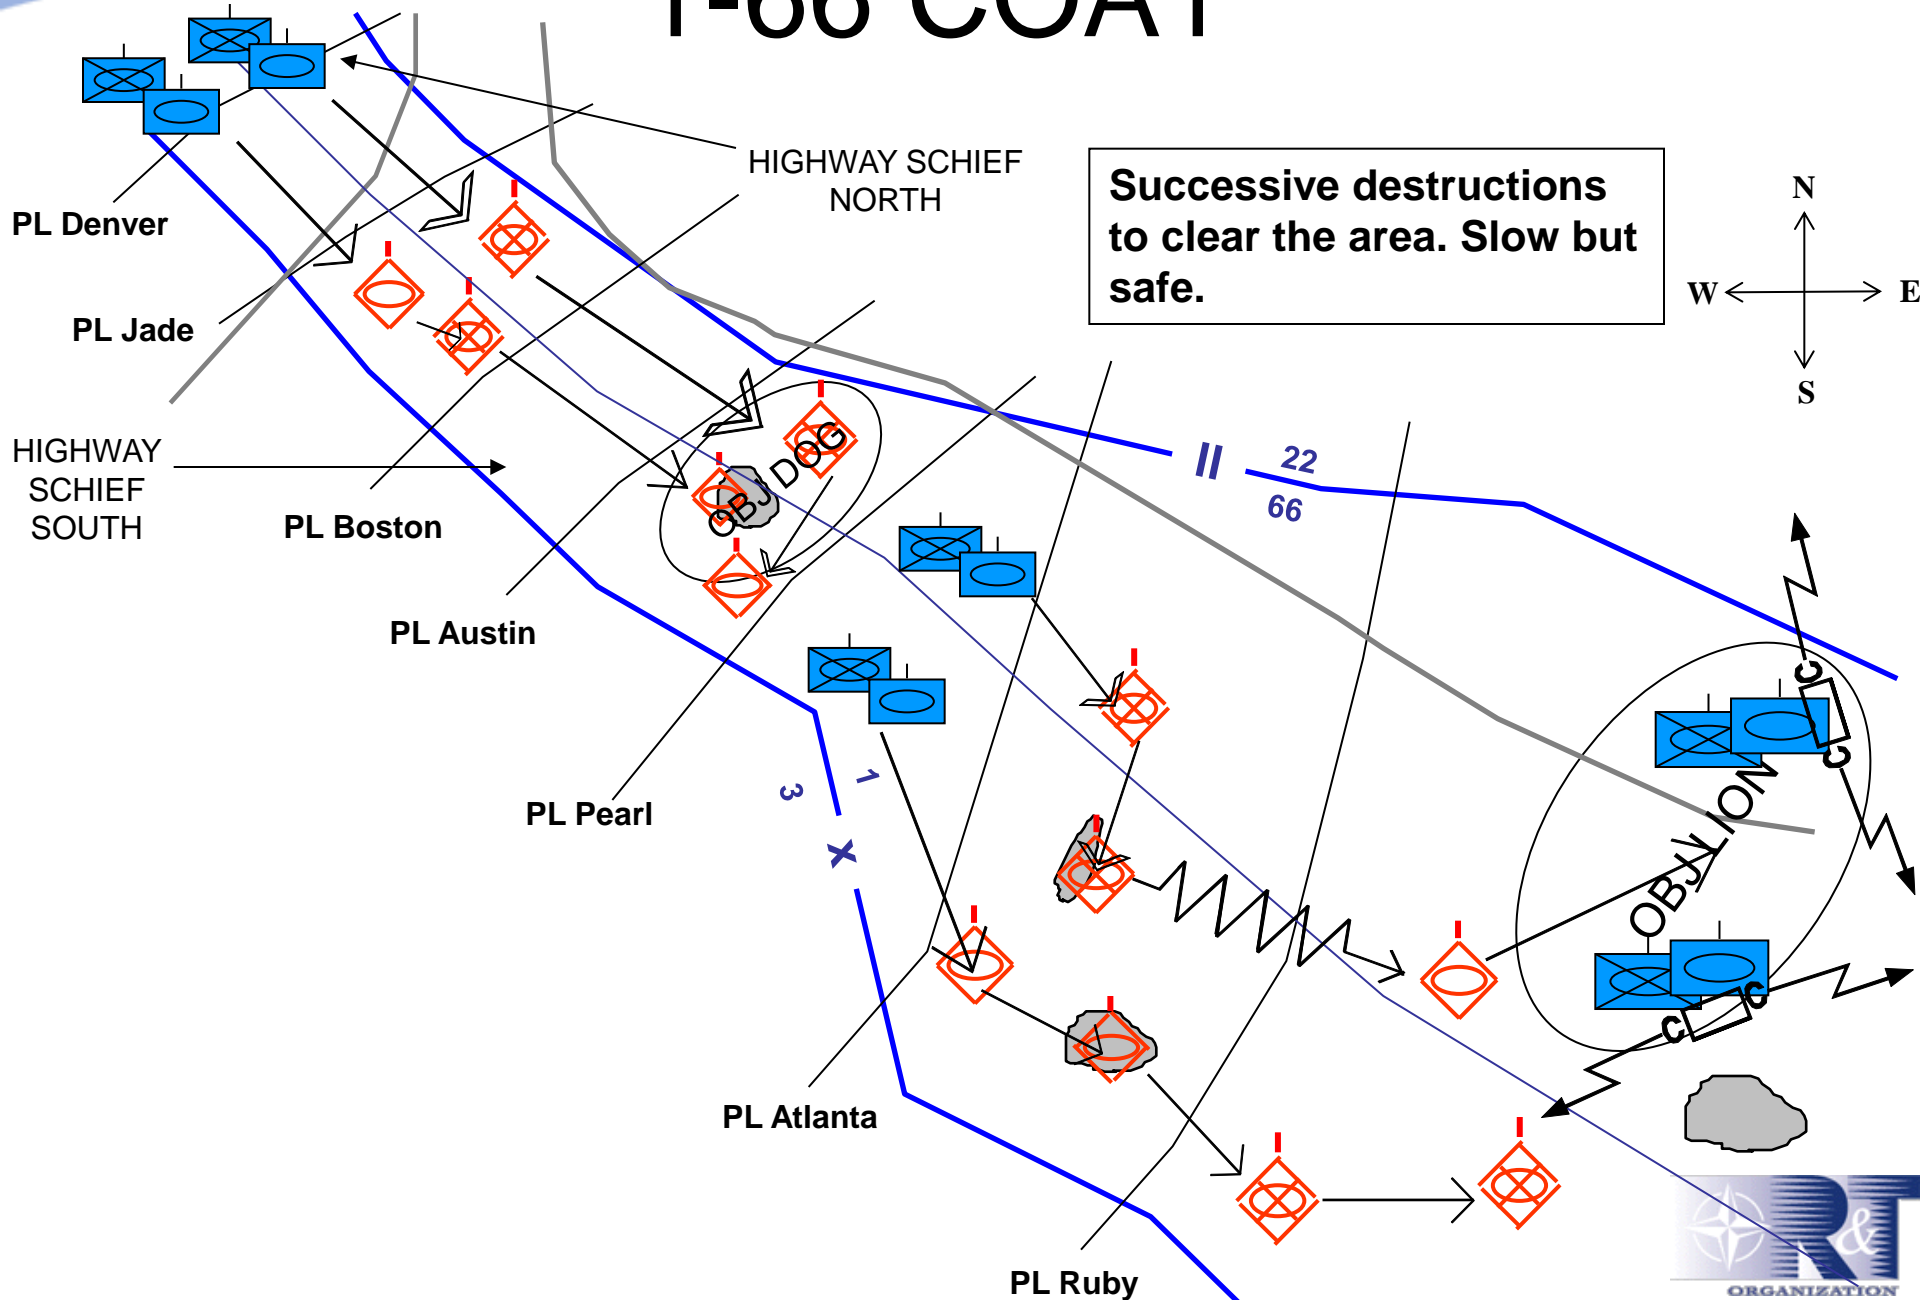 HIGHWAY SCHIEF
NORTH
Successive destructions
to clear the area. Slow but
safe.
N
W
E
S
PL Denver
PL Jade
HIGHWAY
SCHIEF
SOUTH
PL Boston
OBJ DOG
22
II
66
PL Austin
PL Pearl
1
3
X
C
C
OBJ LION
C
C
PL Atlanta
PL Ruby
R&T
ORGANIZATION